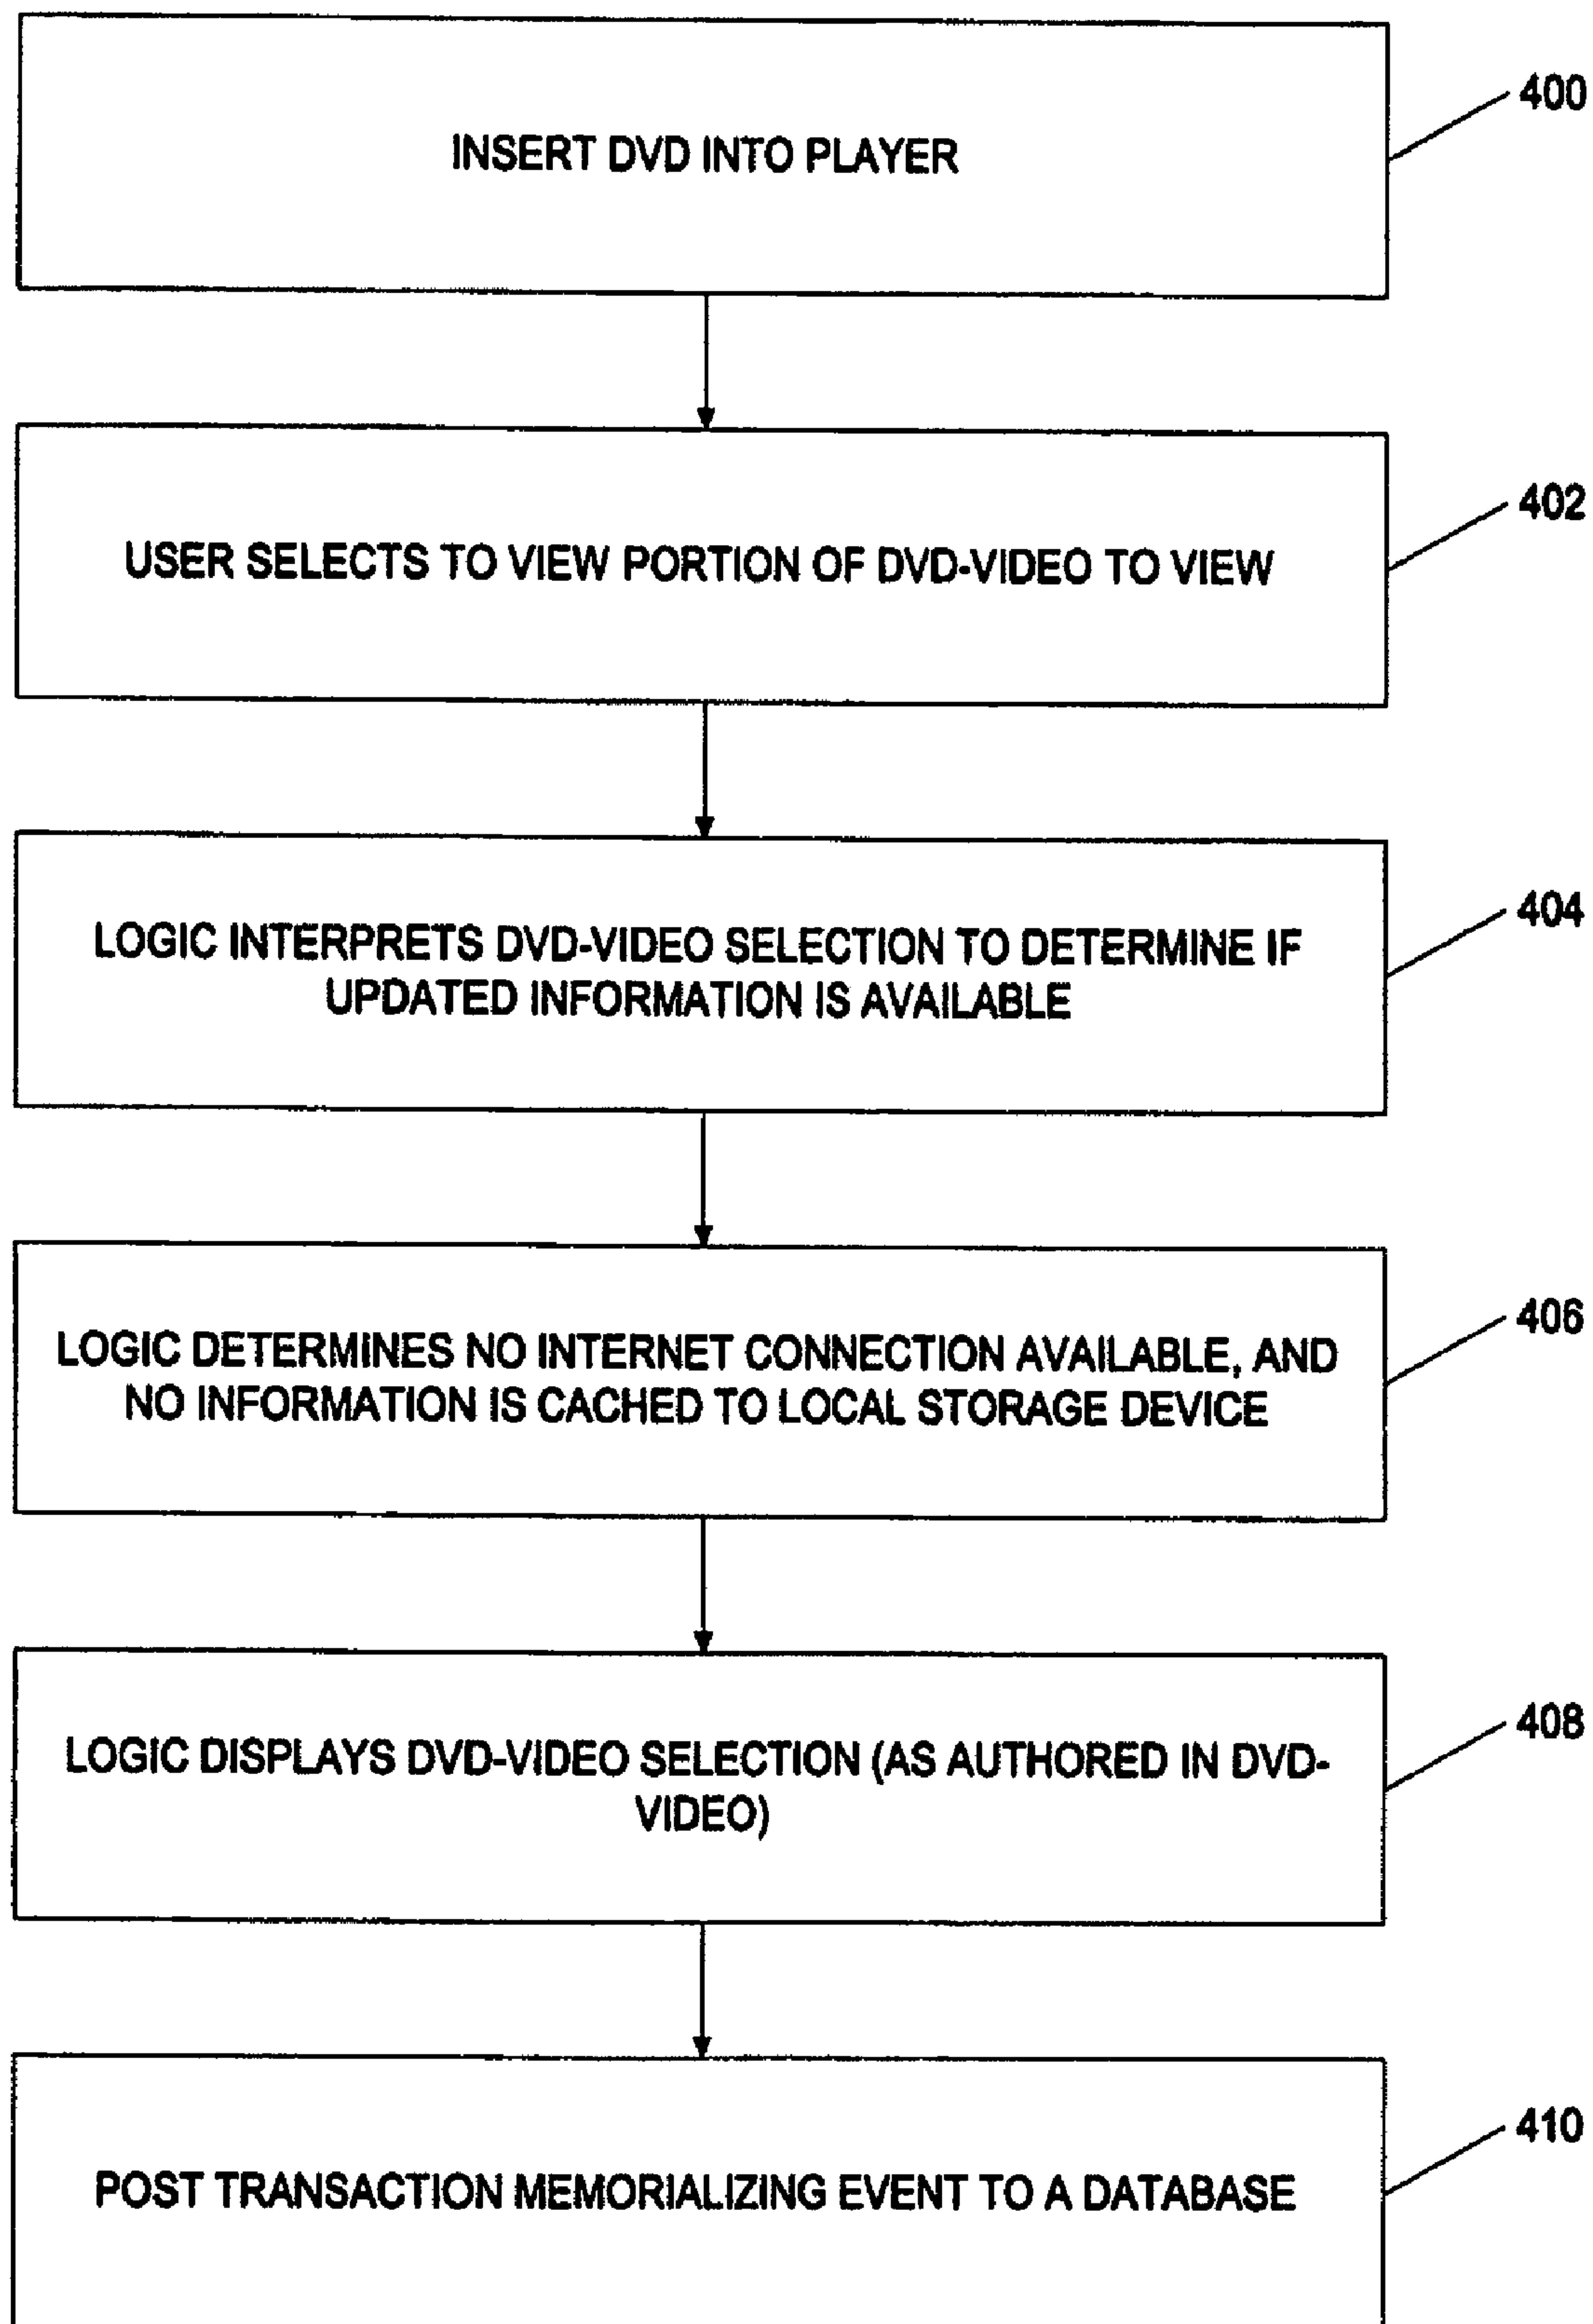 INSERT DVD INTO PLAYER
400
USER SELECTS TO VIEW PORTION OF DVD-VIDEO TO VIEW
402
LOGIC INTERPRETS DVD-VIDEO SELECTION TO DETERMINE IF
UPDATED INFORMATION IS AVAILABLE
404
LOGIC DETERMINES NO INTERNET CONNECTION AVAILABLE, AND
NO INFORMATION IS CACHED TO LOCAL STORAGE DEVICE
406
LOGIC DISPLAYS DVD-VIDEO SELECTION (AS AUTHORED IN DVD-
VIDEO)
408
POST TRANSACTION MEMORIALIZING EVENT TO A DATABASE
410